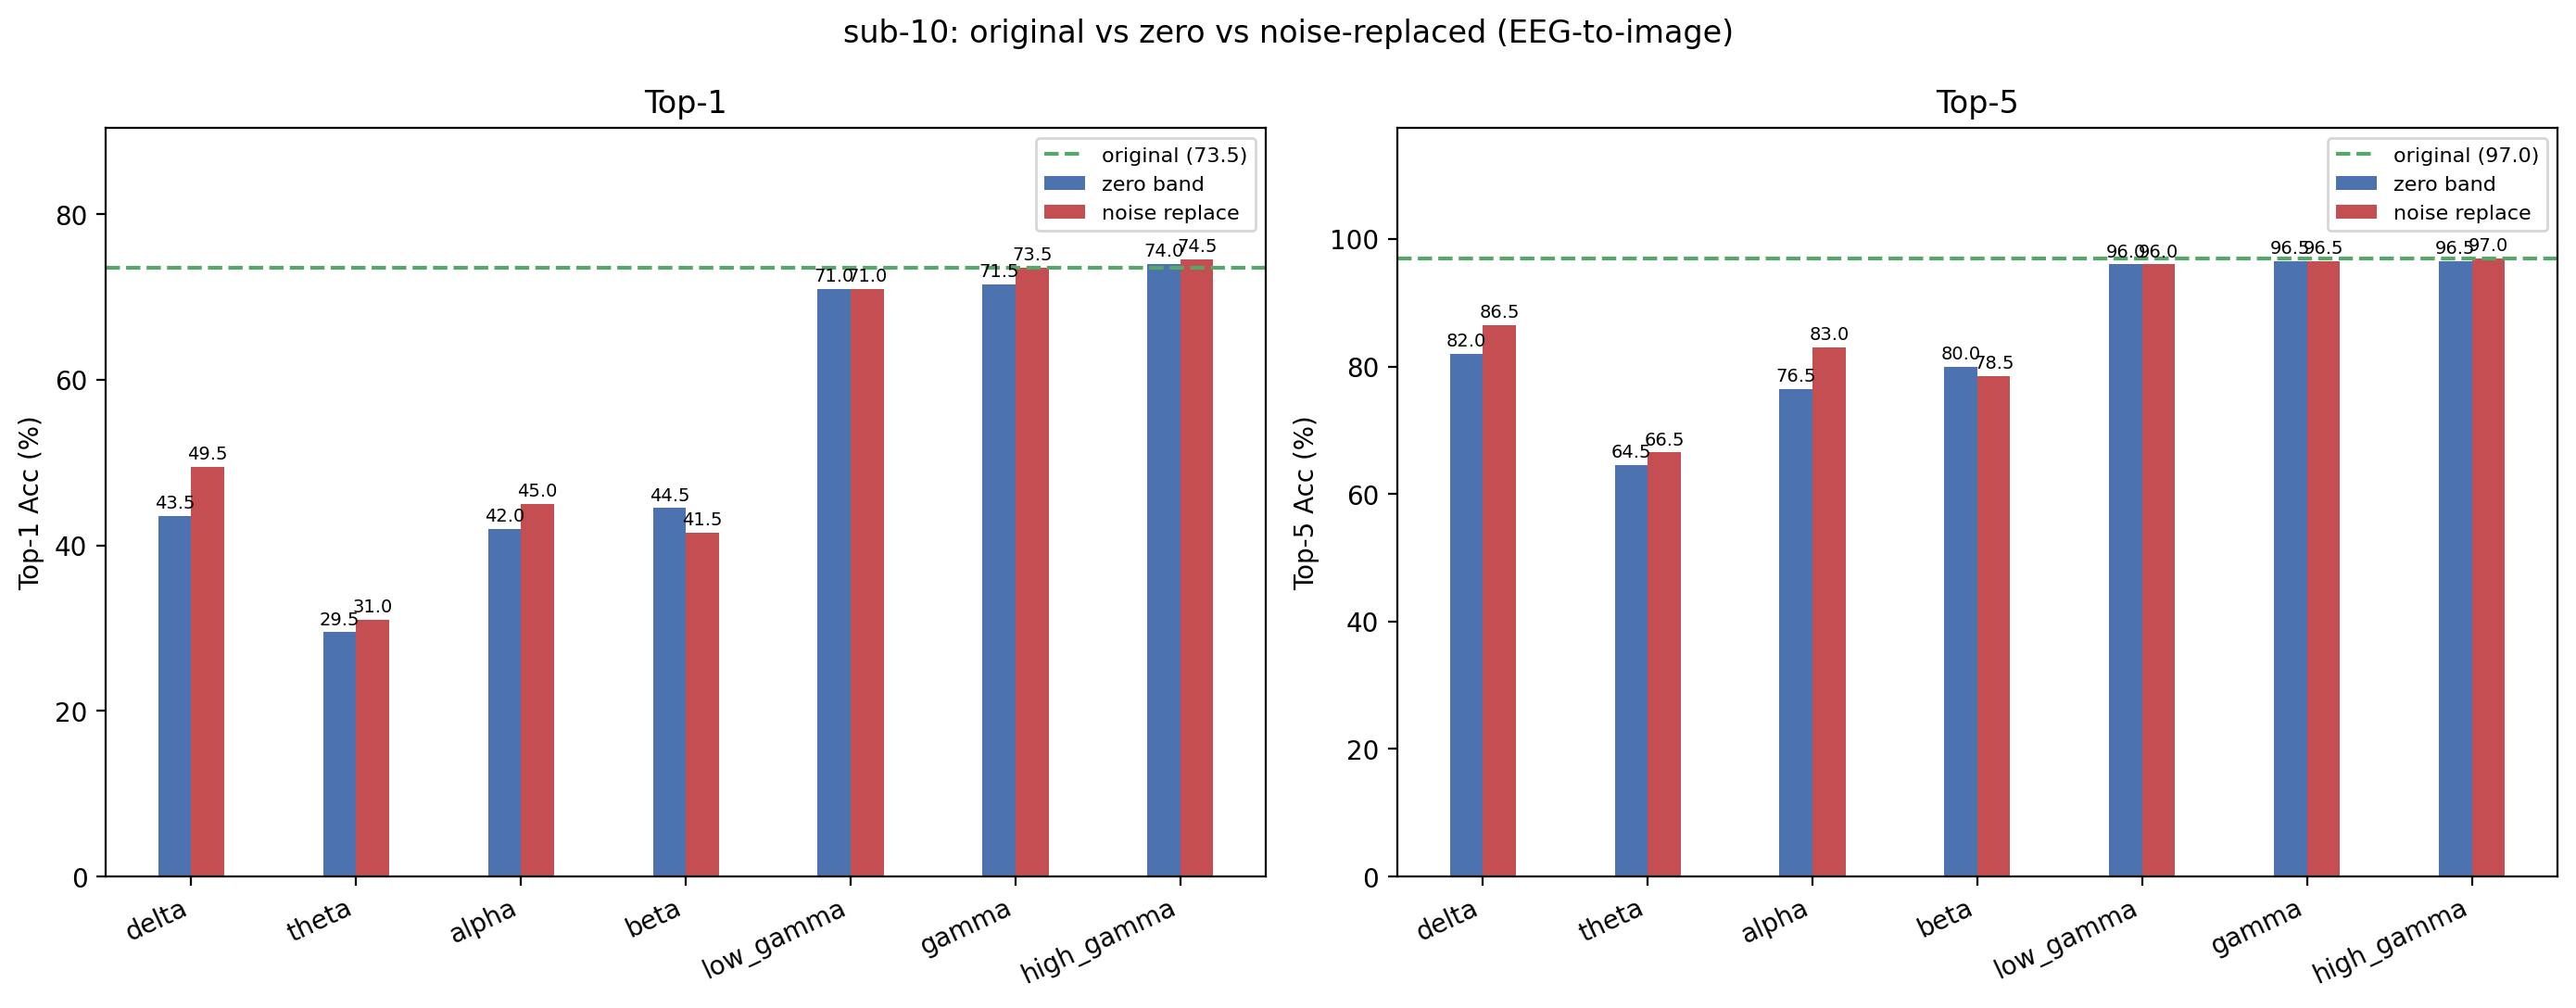 sub-10: original vs zero vs noise-replaced (EEG-to-image)
Top-1
Top-1 Acc (%)
80
60
40
20
0
original (73.5)
zero band
noise replace
43.5
49.5
29.5
31.0
42.0
45.0
44.5
41.5
71.0
71.0
71.5
73.5
74.0
74.5
delta
theta
alpha
beta
low_gamma
gamma
high_gamma
Top-5
Top-5 Acc (%)
100
80
60
40
20
0
original (97.0)
zero band
noise replace
82.0
86.5
64.5
66.5
76.5
83.0
80.0
78.5
96.0
96.0
96.5
96.5
96.5
97.0
delta
theta
alpha
beta
low_gamma
gamma
high_gamma